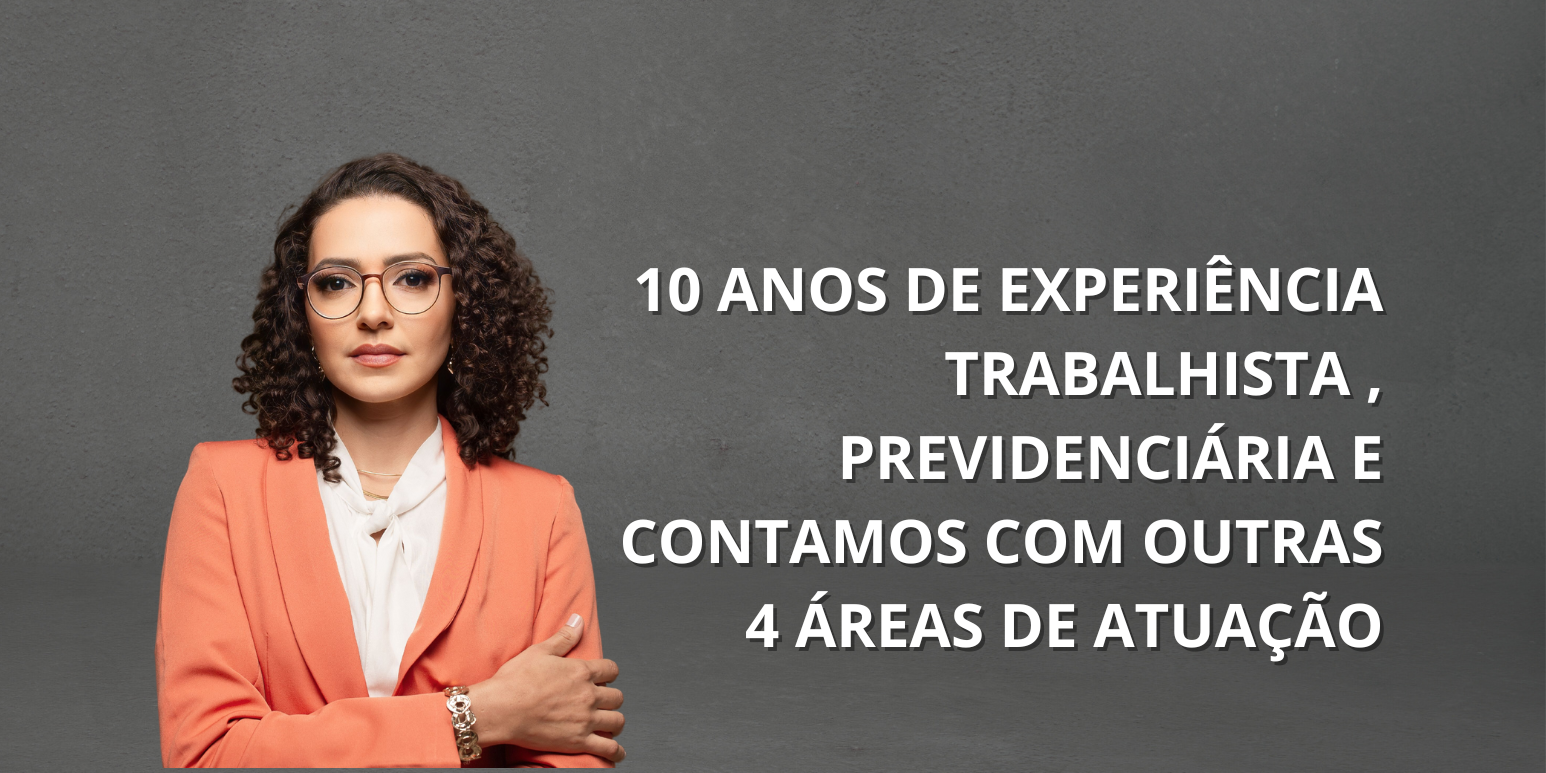 10 ANOS DE EXPERIÊNCIA
TRABALHISTA ,
PREVIDENCIÁRIA E
CONTAMOS COM OUTRAS
4 ÁREAS DE ATUAÇÃO